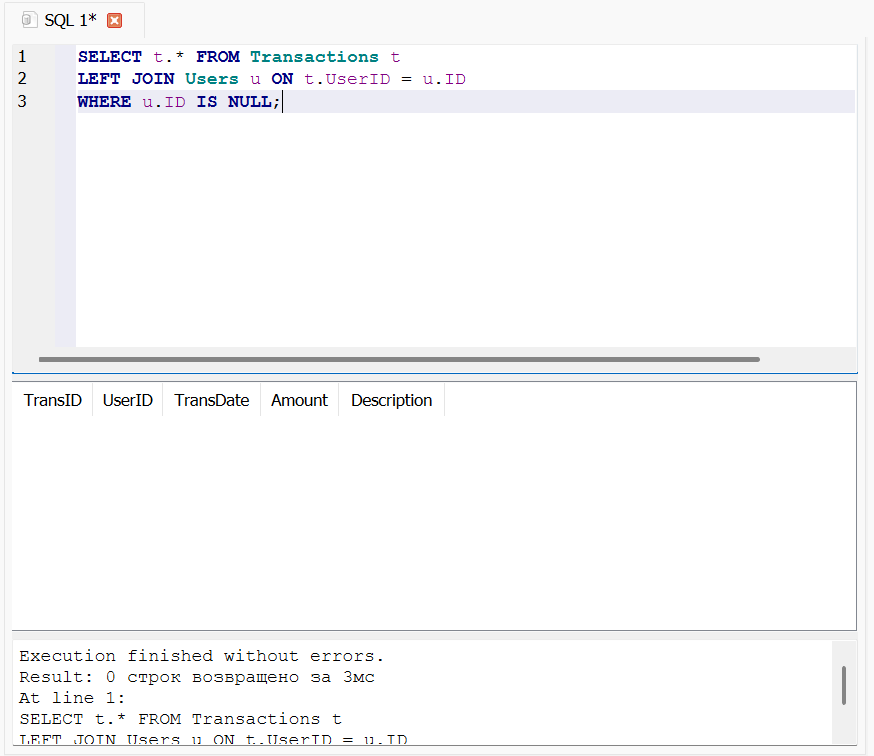 SQL 1*
1 SELECT t.* FROM Transactions t
2 LEFT JOIN Users u ON t.UserID = u.ID
3 WHERE u.ID IS NULL;
TransID UserID TransDate Amount Description
Execution finished without errors.
Result: 0 строк возвращено за 3мс
At line 1:
SELECT t.* FROM Transactions t
LEFT JOIN Users u ON t.UserID = u.ID